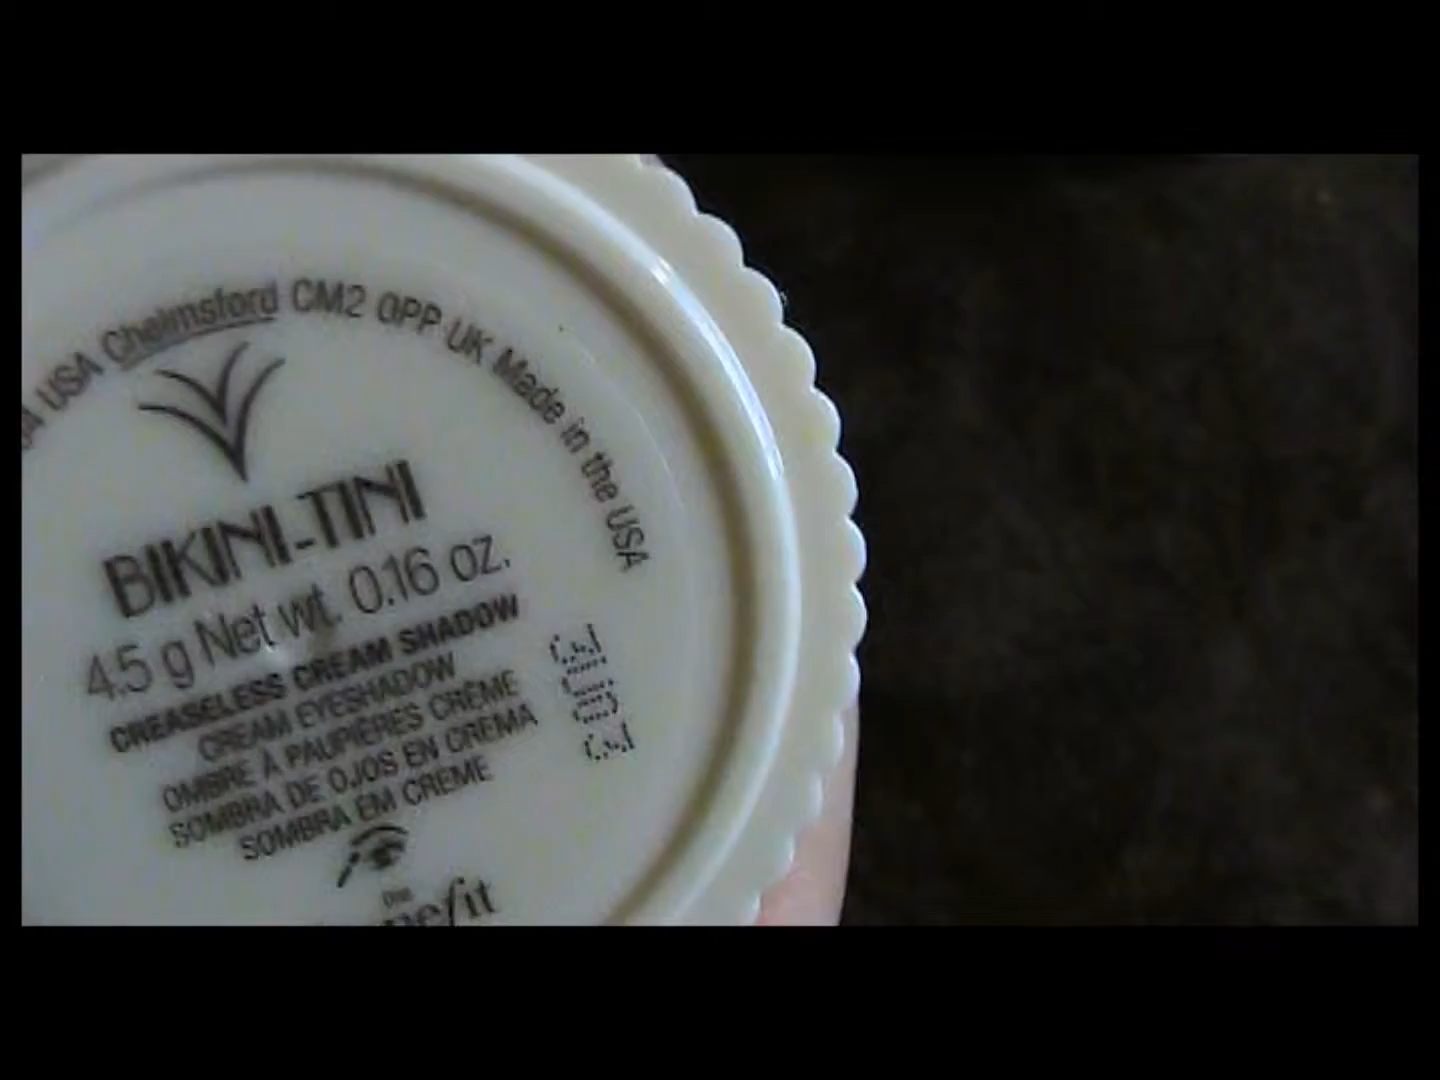 USA Chelmsford CM2 0PP UK Made in the USA
BIKINI-TINI
4.5 g Net wt. 0.16 oz.
CREASELESS CREAM SHADOW
CREAM EYESHADOW
OMBRE À PAUPIÈRES CRÈME
SOMBRA DE OJOS EN CREMA
SOMBRA EM CREME